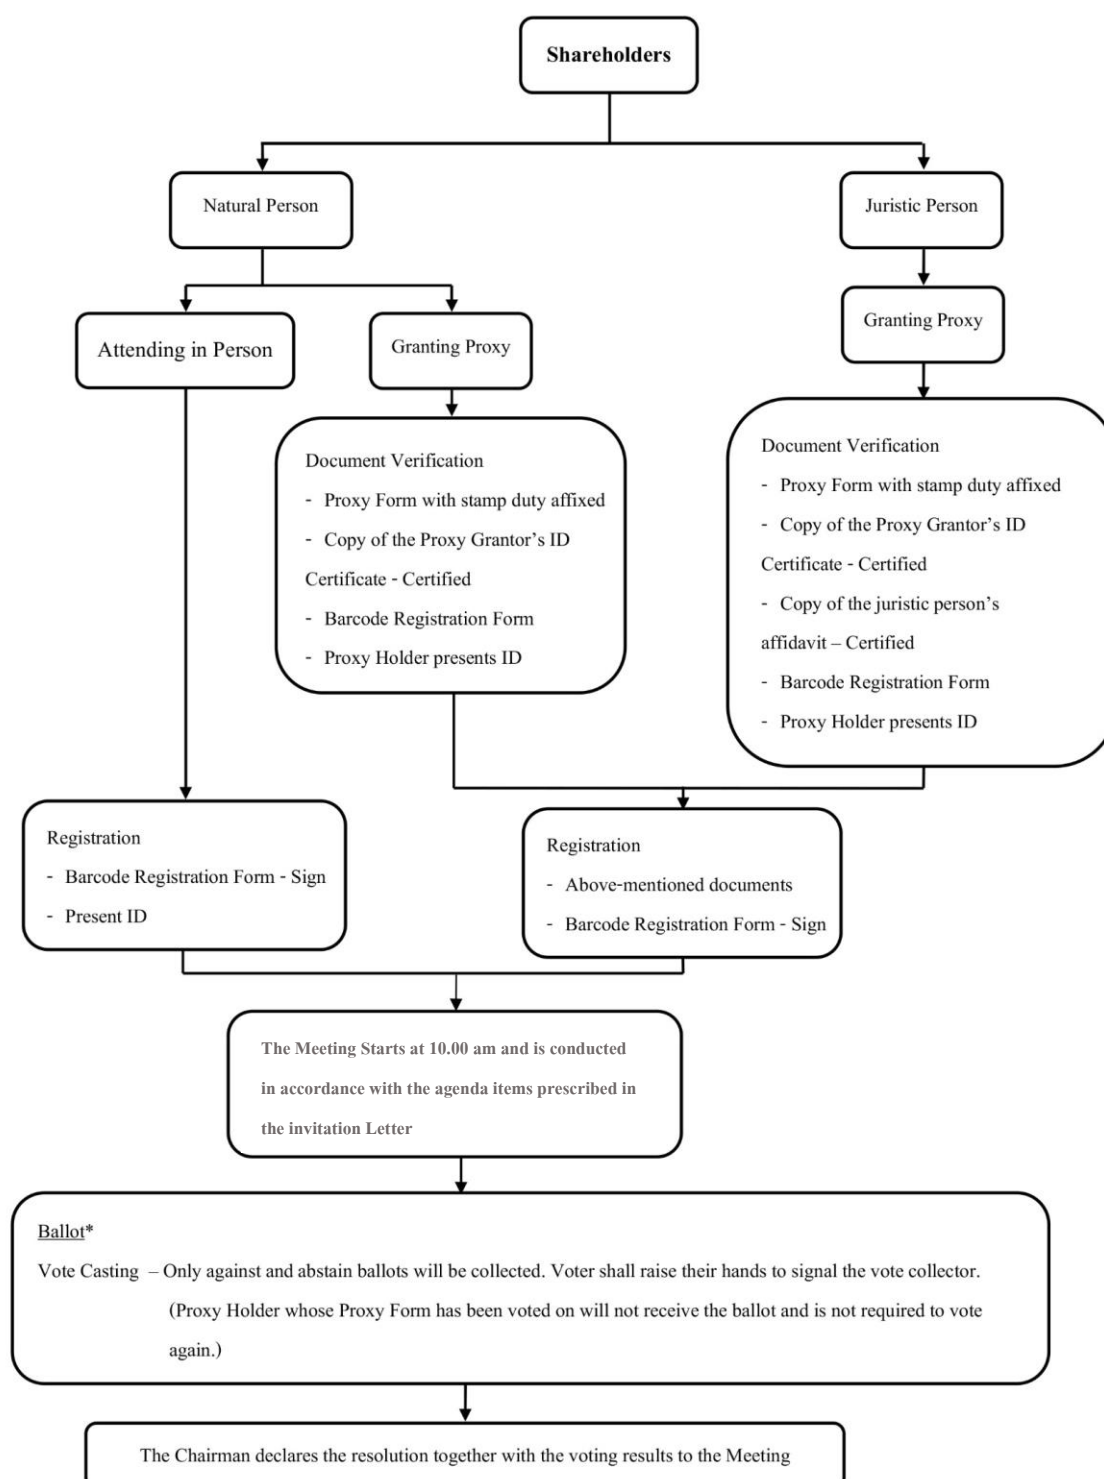 Shareholders
Natural Person
Juristic Person
Attending in Person
Granting Proxy
Granting Proxy
Document Verification
- Proxy Form with stamp duty affixed
- Copy of the Proxy Grantor’s ID
Certificate - Certified
- Barcode Registration Form
- Proxy Holder presents ID
Document Verification
- Proxy Form with stamp duty affixed
- Copy of the Proxy Grantor’s ID
Certificate - Certified
- Copy of the juristic person’s
affidavit – Certified
- Barcode Registration Form
- Proxy Holder presents ID
Registration
- Barcode Registration Form - Sign
- Present ID
Registration
- Above-mentioned documents
- Barcode Registration Form - Sign
The Meeting Starts at 10.00 am and is conducted
in accordance with the agenda items prescribed in
the invitation Letter
Ballot*
Vote Casting – Only against and abstain ballots will be collected. Voter shall raise their hands to signal the vote collector.
(Proxy Holder whose Proxy Form has been voted on will not receive the ballot and is not required to vote
again.)
The Chairman declares the resolution together with the voting results to the Meeting